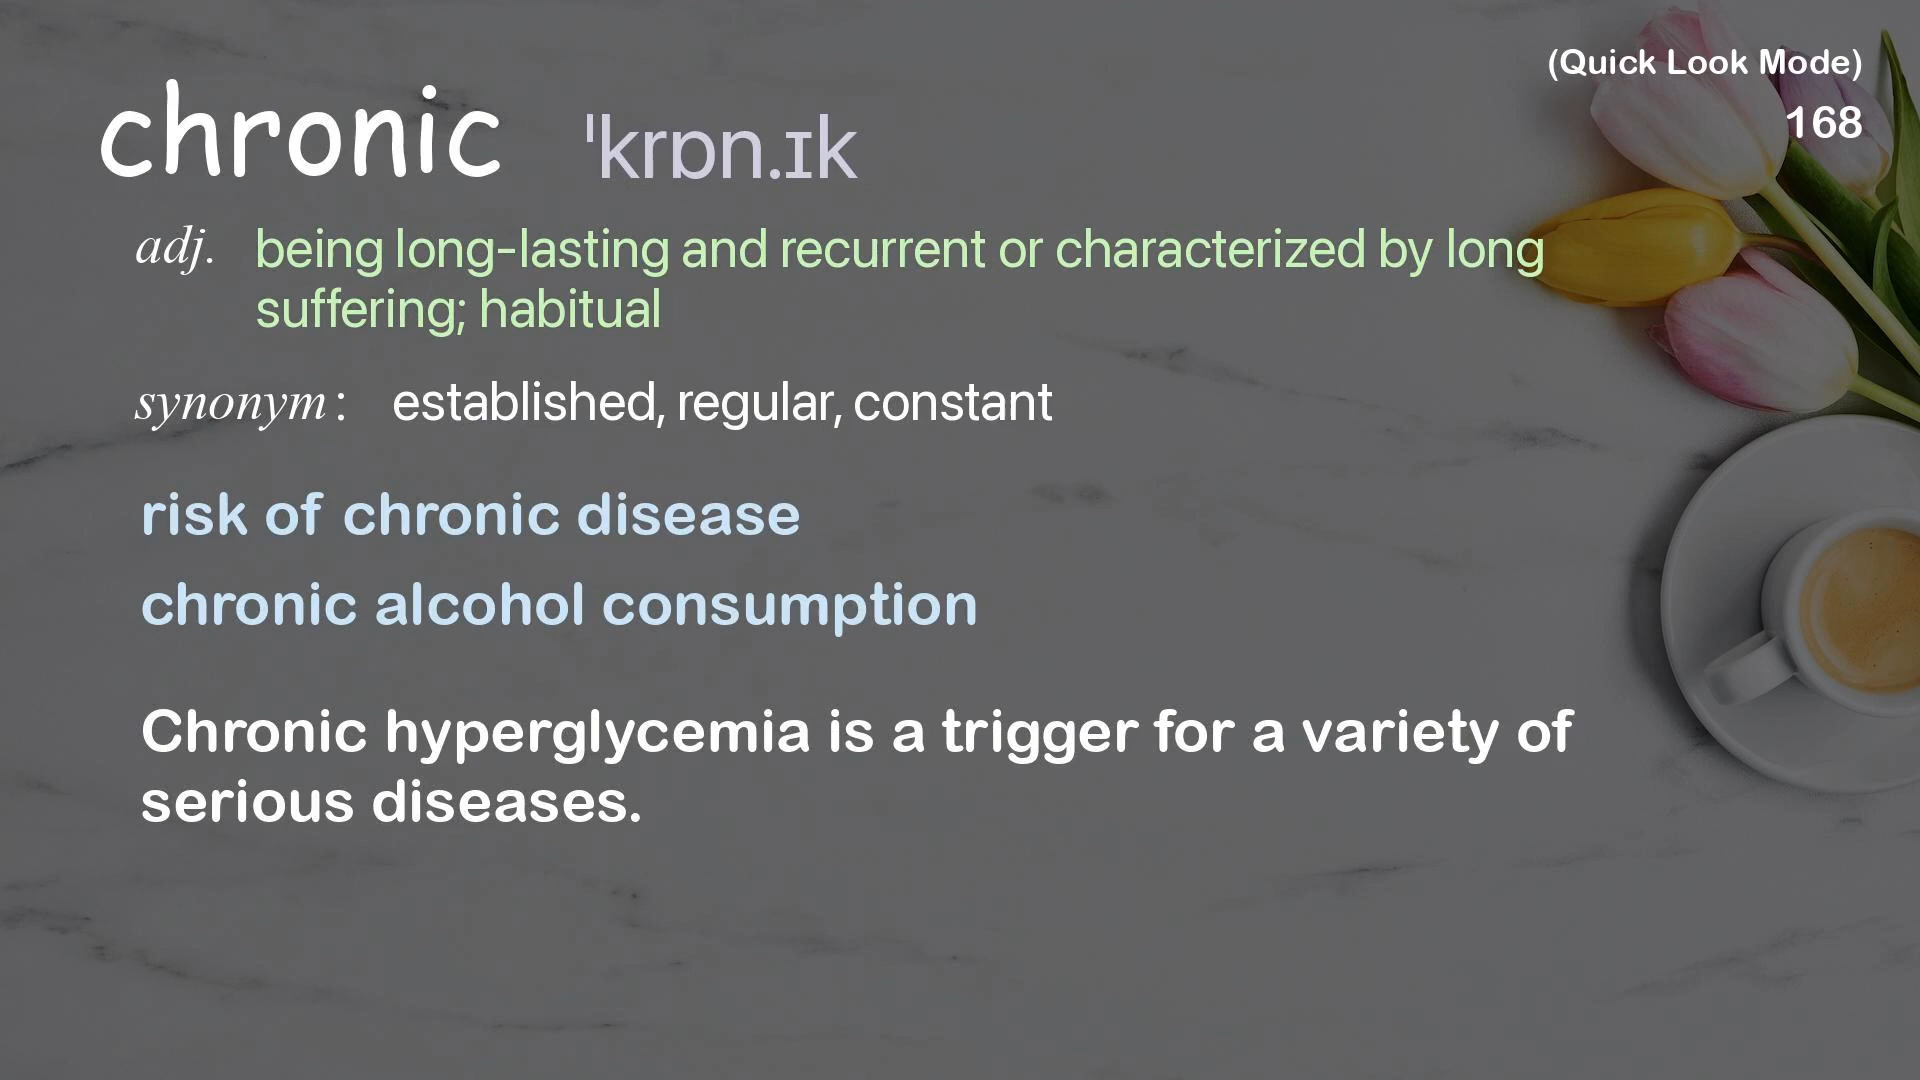 (Quick Look Mode)
168
chronic ˈkrɒn.ɪk
adj. being long-lasting and recurrent or characterized by long
suffering; habitual
synonym : established, regular, constant
risk of chronic disease
chronic alcohol consumption
Chronic hyperglycemia is a trigger for a variety of
serious diseases.